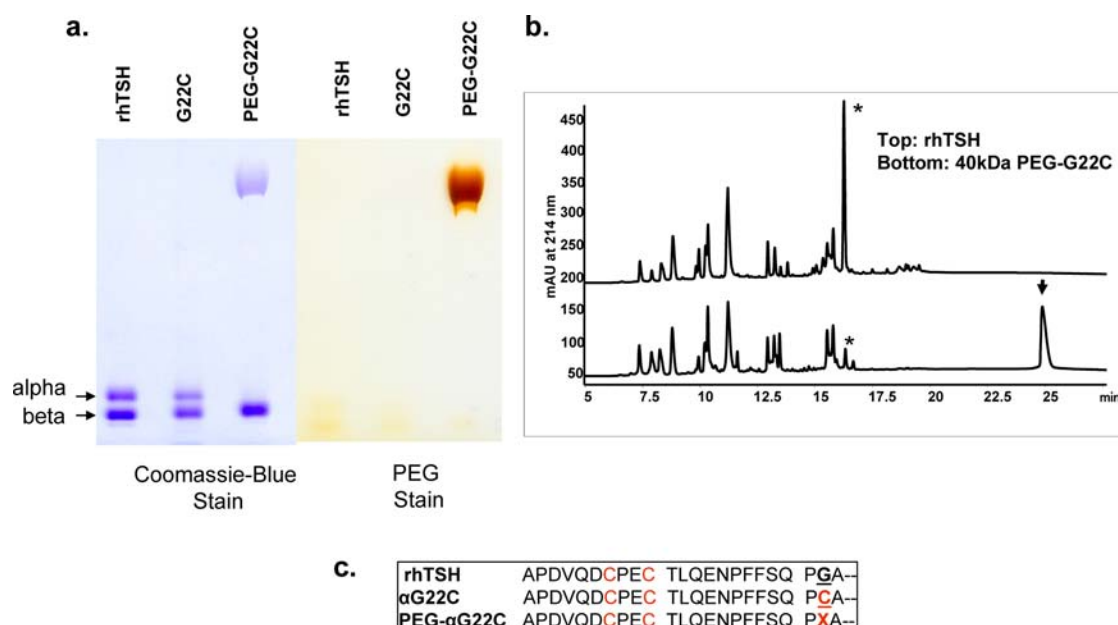 a.
rhTSH
G22C
PEG-G22C
rhTSH
G22C
PEG-G22C
alpha
beta
Coomassie-Blue
Stain
PEG
Stain
b.
mAU at 214 nm
450
400
350
300
250
200
150
100
50
*
Top: rhTSH
Bottom: 40kDa PEG-G22C
*
5 7.5 10 12.5 15 17.5 20 22.5 25 min
c.
rhTSH APDVQDCPEC TLQENPFFSQ PGA--
αG22C APDVQDCPEC TLQENPFFSQ PCA--
PEG-αG22C APDVQDCPEC TLQENPFFSQ PXA--